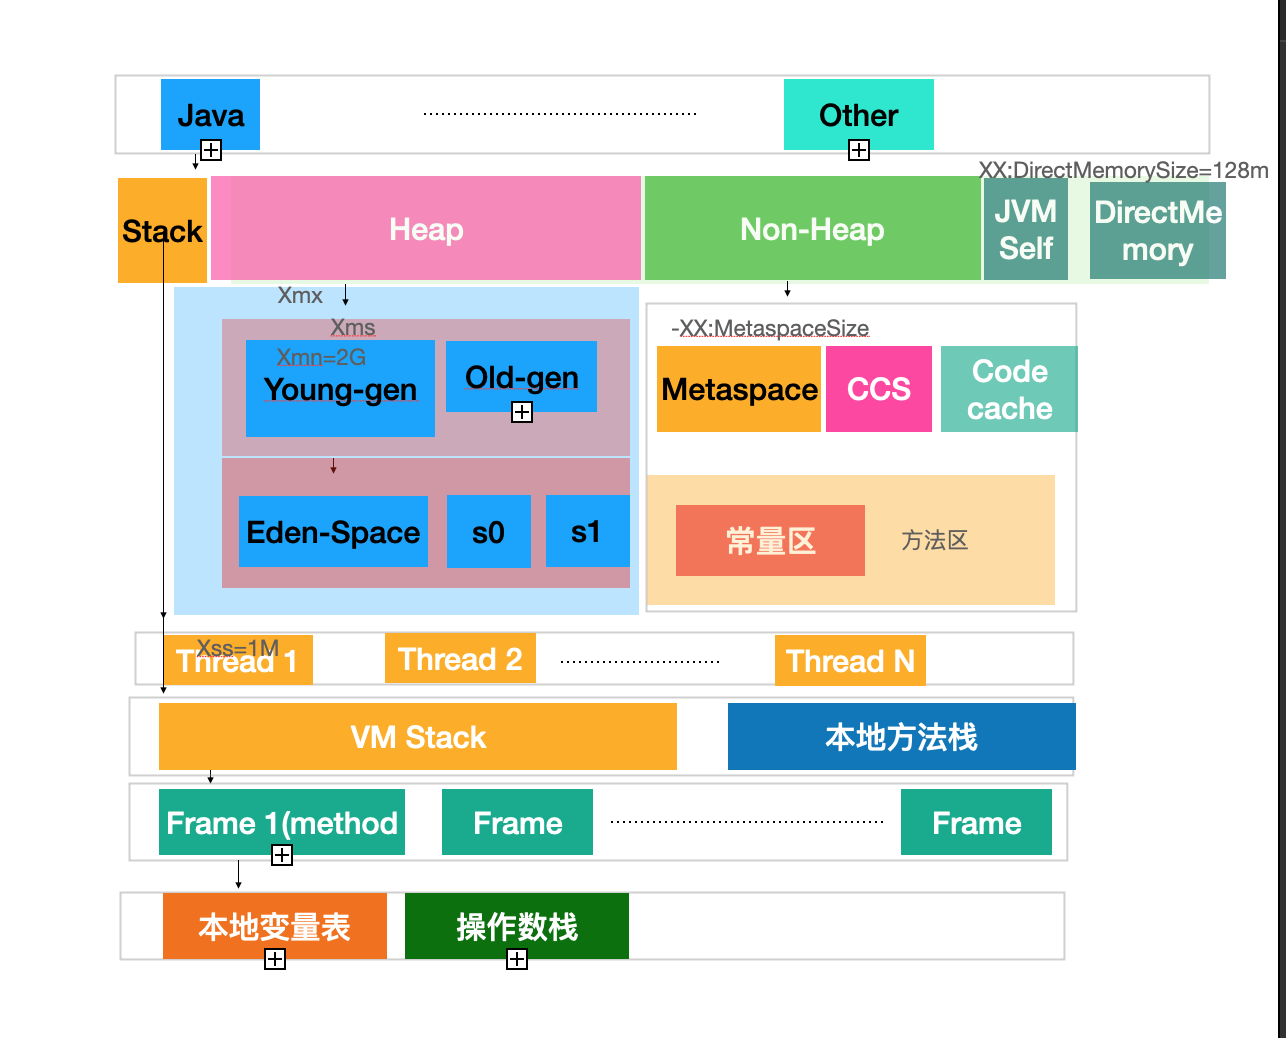 Java
Other
XX:DirectMemorySize=128m
Stack
Heap
Non-Heap
JVM
Self
DirectMe
mory
Xmx
Xms
Xmn=2G
Young-gen
Old-gen
-XX:MetaspaceSize
Metaspace
CCS
Code
cache
Eden-Space
s0
s1
常量区
方法区
Xss=1M
Thread 1
Thread 2
Thread N
VM Stack
本地方法栈
Frame 1(method
Frame
Frame
本地变量表
操作数栈